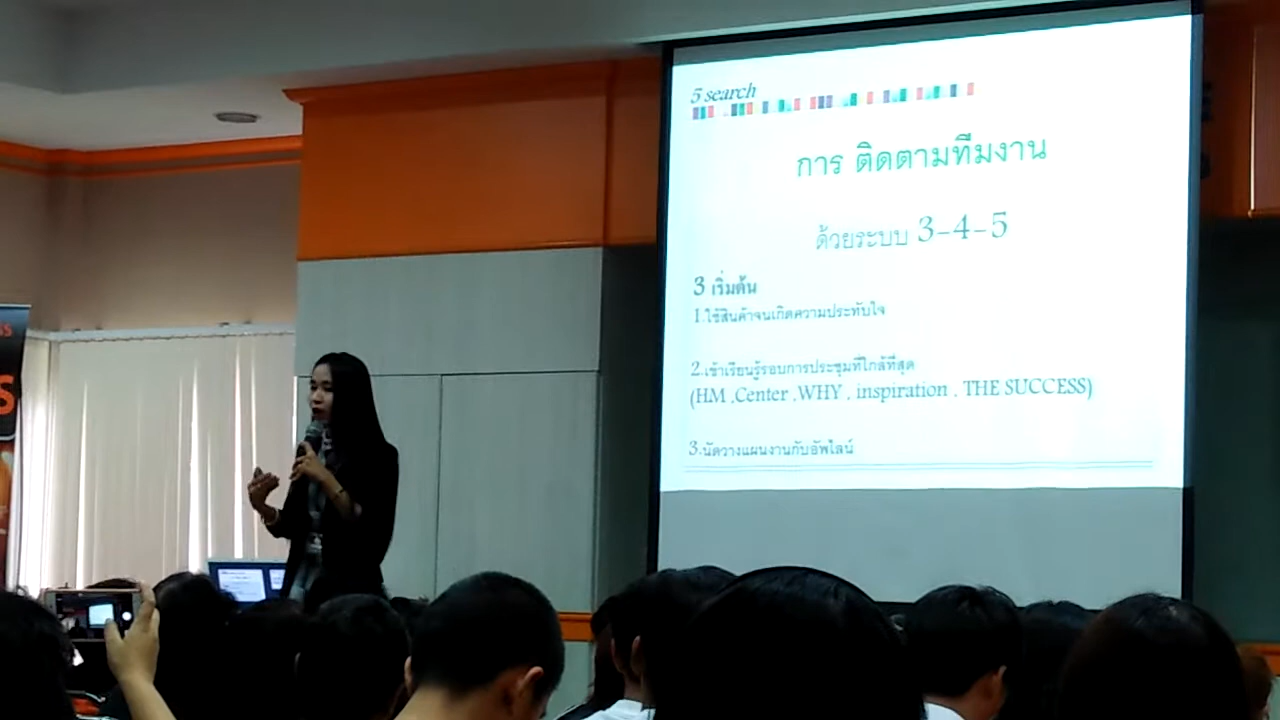 5 search
การ ติดตามทีมงาน
ด้วยระบบ 3-4-5
3 เริ่มต้น
1.ใช้สินค้าจนเกิดความประทับใจ
2.เข้าเรียนรู้รอบการประชุมที่ใกล้ที่สุด
(HM ,Center ,WHY , inspiration , THE SUCCESS)
3.นัดวางแผนงานกับอัพไลน์